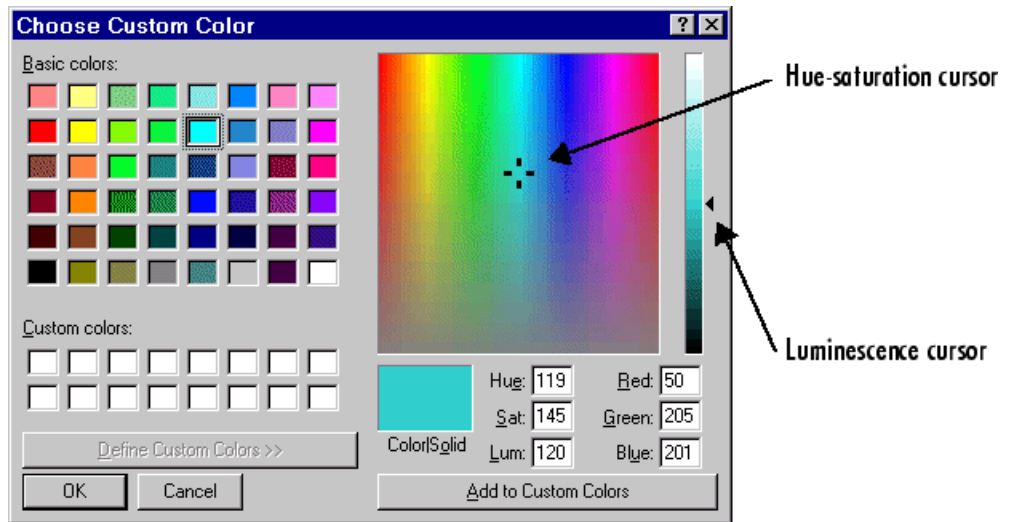 Choose Custom Color
Basic colors:
Hue-saturation cursor
Custom colors:
Luminescence cursor
Hue: 119 Red: 50
Sat: 145 Green: 205
Color|Solid Lum: 120 Blue: 201
Define Custom Colors >>
OK Cancel Add to Custom Colors